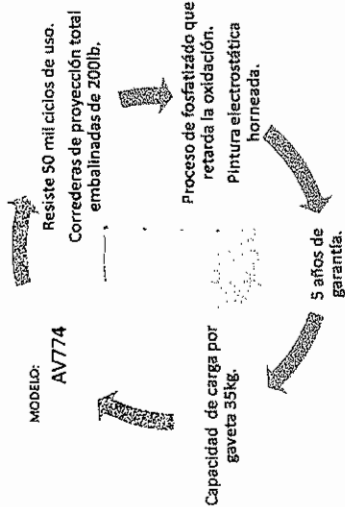 MODELO:
AV774
Resiste 50 mil ciclos de uso.
Correderas de proyección total
embalinadas de 200lb.
Proceso de fosfatizádo que
retarda la oxidación.
Pintura electrostática
horneada.
5 años de
garantía.
Capacidad de carga por
gaveta 35kg.